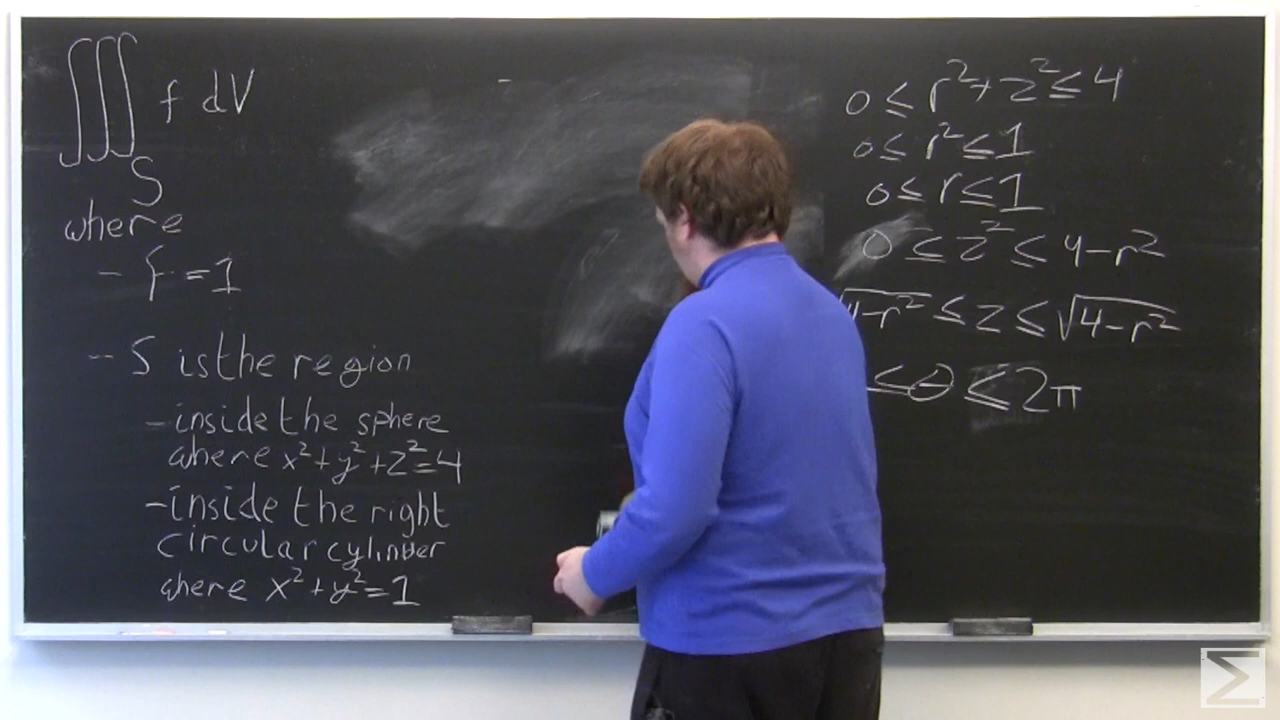 ∭ f dV
S
where
- f = 1
- S is the region
- inside the sphere
where x²+y²+z²=4
- inside the right
circular cylinder
where x²+y²=1
0 ≤ r²+z² ≤ 4
0 ≤ r² ≤ 1
0 ≤ r ≤ 1
0 ≤ z² ≤ 4-r²
√4-r² ≤ z ≤ √4-r²
≤ θ ≤ 2π
Σ